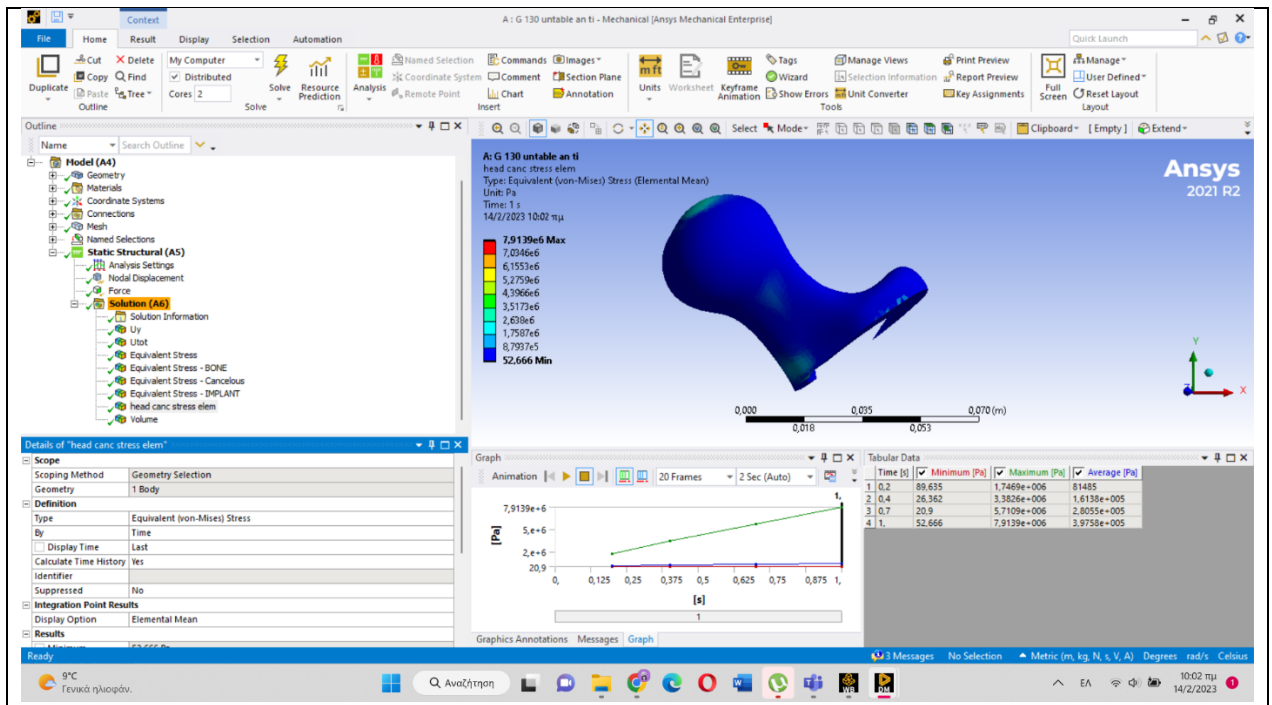 Context
A : G 130 untable an ti - Mechanical [Ansys Mechanical Enterprise]
File Home Result Display Selection Automation
Quick Launch
Duplicate
Cut
Copy
Paste
Delete
Find
Tree
Outline
My Computer
Distributed
Cores 2
Solve
Resource Prediction
Solve
Analysis
Named Selection
Coordinate System
Remote Point
Commands
Comment
Chart
Images
Section Plane
Annotation
Insert
Units
Worksheet
Keyframe Animation
Tags
Wizard
Show Errors
Manage Views
Selection Information
Unit Converter
Print Preview
Report Preview
Key Assignments
Tools
Full Screen
Manage
User Defined
Reset Layout
Layout
Outline
Name Search Outline
Model (A4)
Geometry
Materials
Coordinate Systems
Connections
Mesh
Named Selections
Static Structural (A5)
Analysis Settings
Nodal Displacement
Force
Solution (A6)
Solution Information
Uy
Utot
Equivalent Stress
Equivalent Stress - BONE
Equivalent Stress - Cancelous
Equivalent Stress - IMPLANT
head canc stress elem
Volume
Select Mode Clipboard [ Empty ] Extend
A: G 130 untable an ti
head canc stress elem
Type: Equivalent (von-Mises) Stress (Elemental Mean)
Unit: Pa
Time: 1 s
14/2/2023 10:02 πμ
7,9139e6 Max
7,0346e6
6,1553e6
5,2759e6
4,3966e6
3,5173e6
2,638e6
1,7587e6
8,7937e5
52,666 Min
Ansys
2021 R2
0,000 0,035 0,070 (m)
0,018 0,053
Y
X
Z
Details of "head canc stress elem"
Scope
Scoping Method Geometry Selection
Geometry 1 Body
Definition
Type Equivalent (von-Mises) Stress
By Time
Display Time Last
Calculate Time History Yes
Identifier
Suppressed No
Integration Point Results
Display Option Elemental Mean
Results
Minimum 52,666 Pa
Graph
Animation 20 Frames 2 Sec (Auto)
1,
7,9139e+6
5,e+6
2,e+6
20,9
[Pa]
0, 0,125 0,25 0,375 0,5 0,625 0,75 0,875 1,
[s]
1
Graphics Annotations Messages Graph
Tabular Data
Time [s] Minimum [Pa] Maximum [Pa] Average [Pa]
1 0,2 89,635 1,7469e+006 81485
2 0,4 26,362 3,3826e+006 1,6138e+005
3 0,7 20,9 5,7109e+006 2,8055e+005
4 1, 52,666 7,9139e+006 3,9758e+005
Ready
3 Messages No Selection Metric (m, kg, N, s, V, A) Degrees rad/s Celsius
9°C
Γενικά ηλιοφάν.
Αναζήτηση
WB
DM
ΕΛ
10:02 πμ
14/2/2023
1